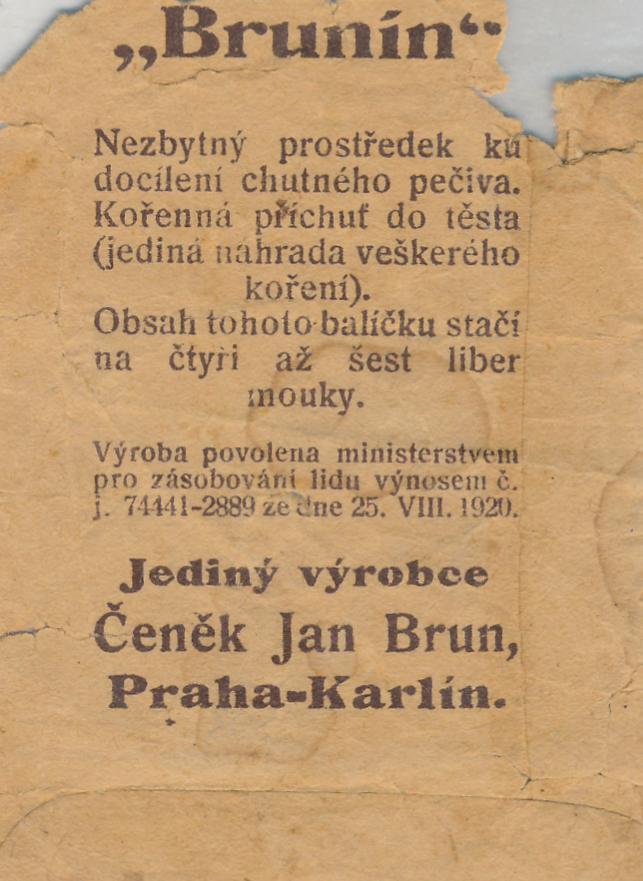 „Brunín“
Nezbytný prostředek ku
docílení chutného pečiva.
Kořenná příchuť do těsta
(jediná náhrada veškerého
koření).
Obsah tohoto balíčku stačí
na čtyři až šest liber
mouky.
Výroba povolena ministerstvem
pro zásobování lidu výnosem č.
j. 74441-2889 ze dne 25. VIII. 1920.
Jediný výrobce
Čeněk Jan Brun,
Praha-Karlín.